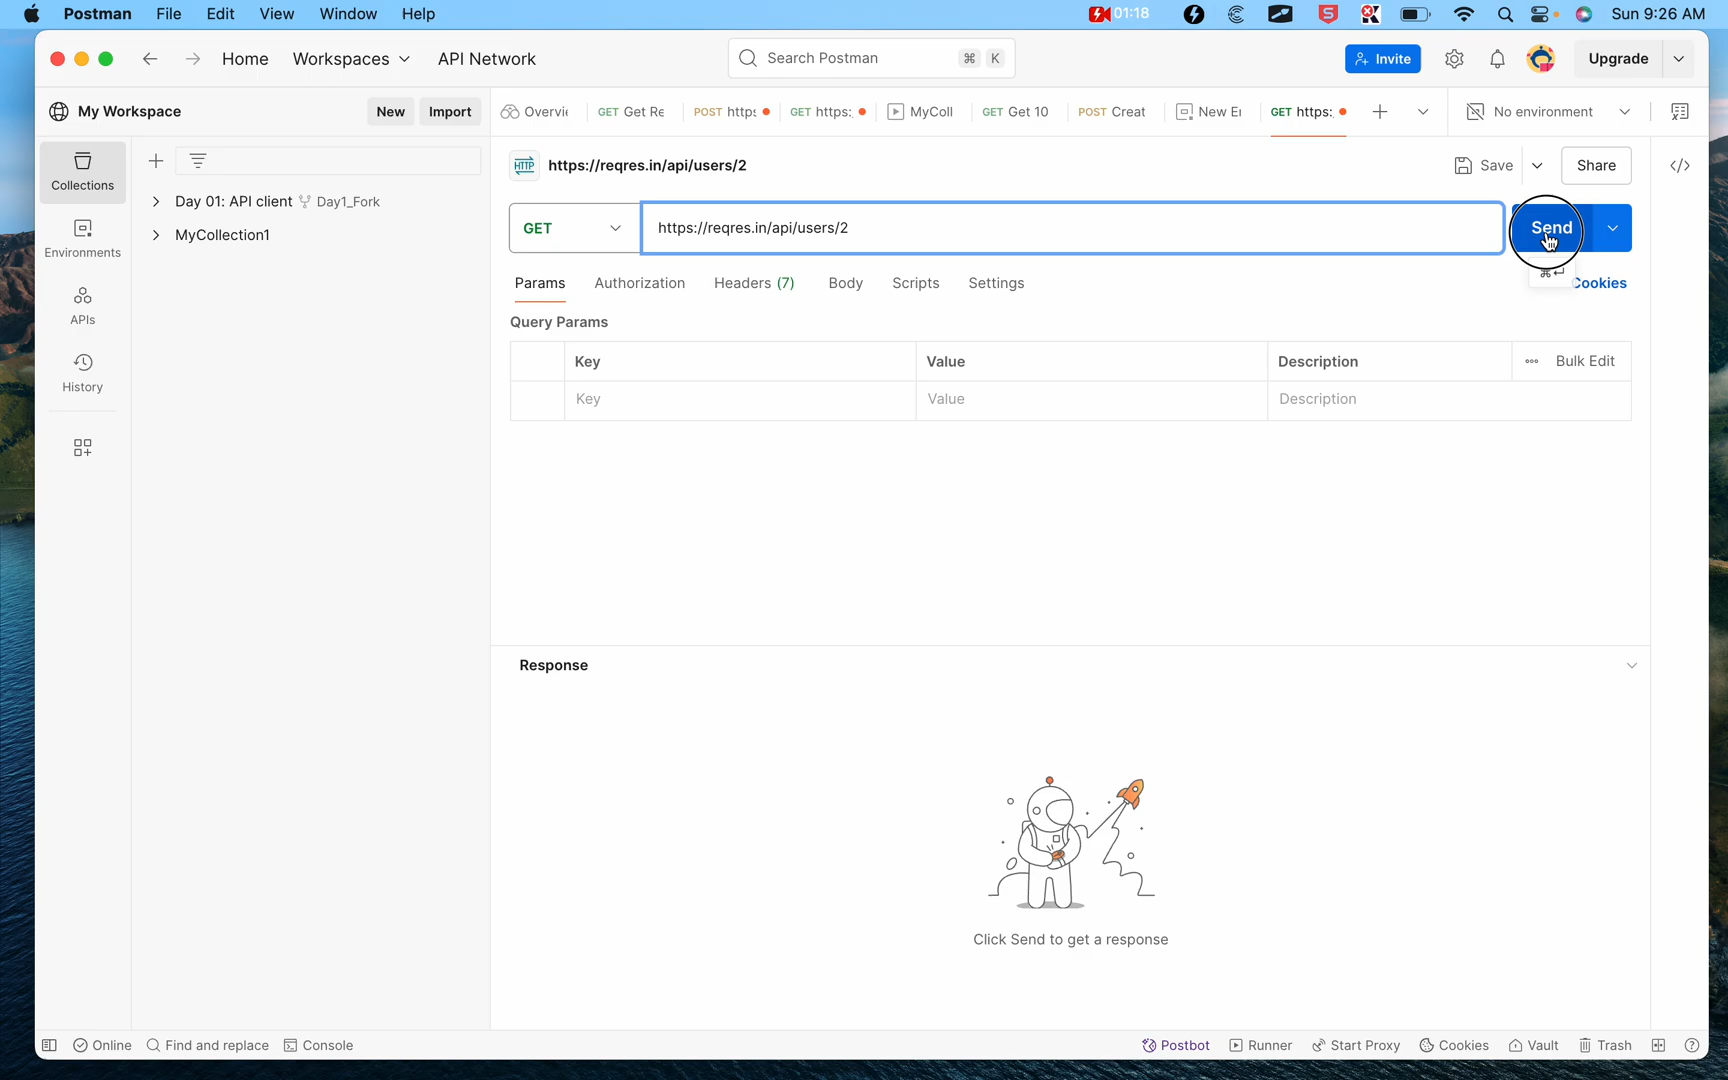 Postman File Edit View Window Help 01:18 Sun 9:26 AM
Home Workspaces API Network Search Postman ⌘ K Invite Upgrade
My Workspace New Import Overvi GET Get Re POST https GET https: MyColl GET Get 10 POST Creat New E GET https: No environment
Collections
Day 01: API client Day1_Fork
MyCollection1
Environments
APIs
History
HTTP https://reqres.in/api/users/2 Save Share
GET https://reqres.in/api/users/2 Send
⌘↵
Params Authorization Headers (7) Body Scripts Settings Cookies
Query Params
Key Value Description Bulk Edit
Key Value Description
Response
Click Send to get a response
Online Find and replace Console Postbot Runner Start Proxy Cookies Vault Trash